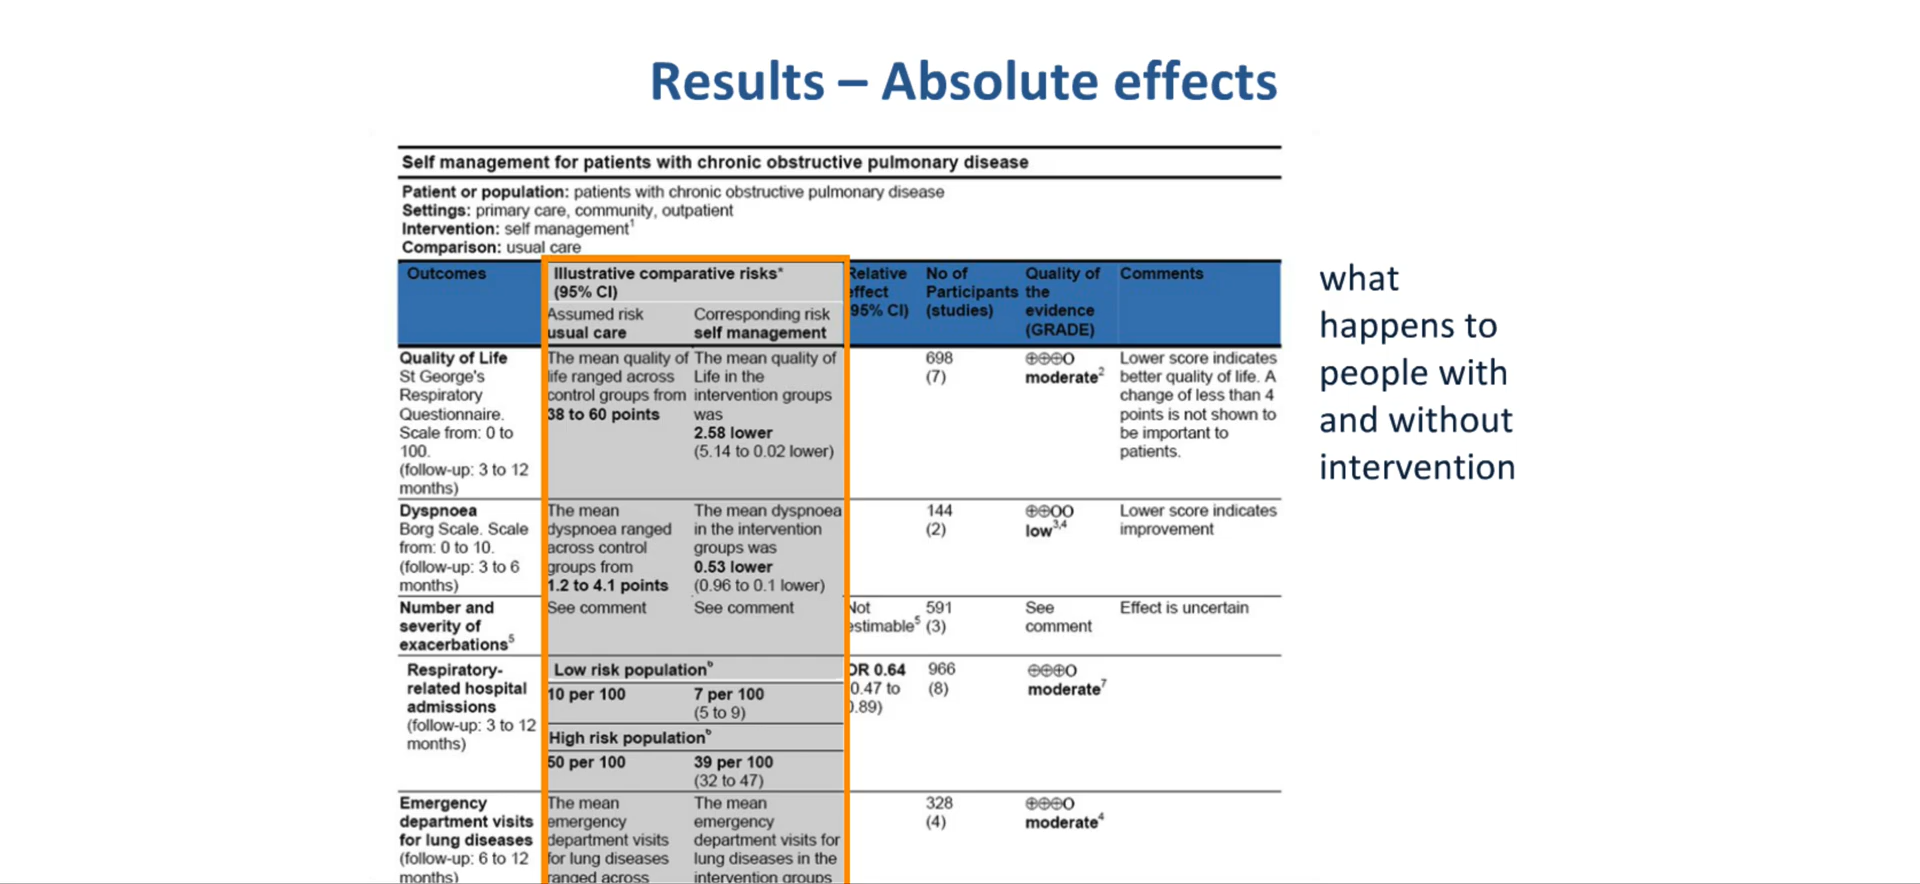 Results – Absolute effects
Self management for patients with chronic obstructive pulmonary disease
Patient or population: patients with chronic obstructive pulmonary disease
Settings: primary care, community, outpatient
Intervention: self management¹
Comparison: usual care
Outcomes
Illustrative comparative risks*
(95% CI)
Assumed risk
usual care
Corresponding risk
self management
Relative
effect
(95% CI)
No of
Participants
(studies)
Quality of
the
evidence
(GRADE)
Comments
Quality of Life
St George's
Respiratory
Questionnaire.
Scale from: 0 to
100.
(follow-up: 3 to 12
months)
The mean quality of
life ranged across
control groups from
38 to 60 points
The mean quality of
Life in the
intervention groups
was
2.58 lower
(5.14 to 0.02 lower)
698
(7)
⊕⊕⊕O
moderate²
Lower score indicates
better quality of life. A
change of less than 4
points is not shown to
be important to
patients.
Dyspnoea
Borg Scale. Scale
from: 0 to 10.
(follow-up: 3 to 6
months)
The mean
dyspnoea ranged
across control
groups from
1.2 to 4.1 points
The mean dyspnoea
in the intervention
groups was
0.53 lower
(0.96 to 0.1 lower)
144
(2)
⊕⊕OO
low³,⁴
Lower score indicates
improvement
Number and
severity of
exacerbations⁵
See comment
See comment
Not
estimable⁵
591
(3)
See
comment
Effect is uncertain
Respiratory-
related hospital
admissions
(follow-up: 3 to 12
months)
Low risk population⁶
10 per 100
7 per 100
(5 to 9)
High risk population⁶
50 per 100
39 per 100
(32 to 47)
OR 0.64
(0.47 to
0.89)
966
(8)
⊕⊕⊕O
moderate⁷
Emergency
department visits
for lung diseases
(follow-up: 6 to 12
months)
The mean
emergency
department visits
for lung diseases
ranged across
The mean
emergency
department visits for
lung diseases in the
intervention groups
328
(4)
⊕⊕⊕O
moderate⁴
what
happens to
people with
and without
intervention